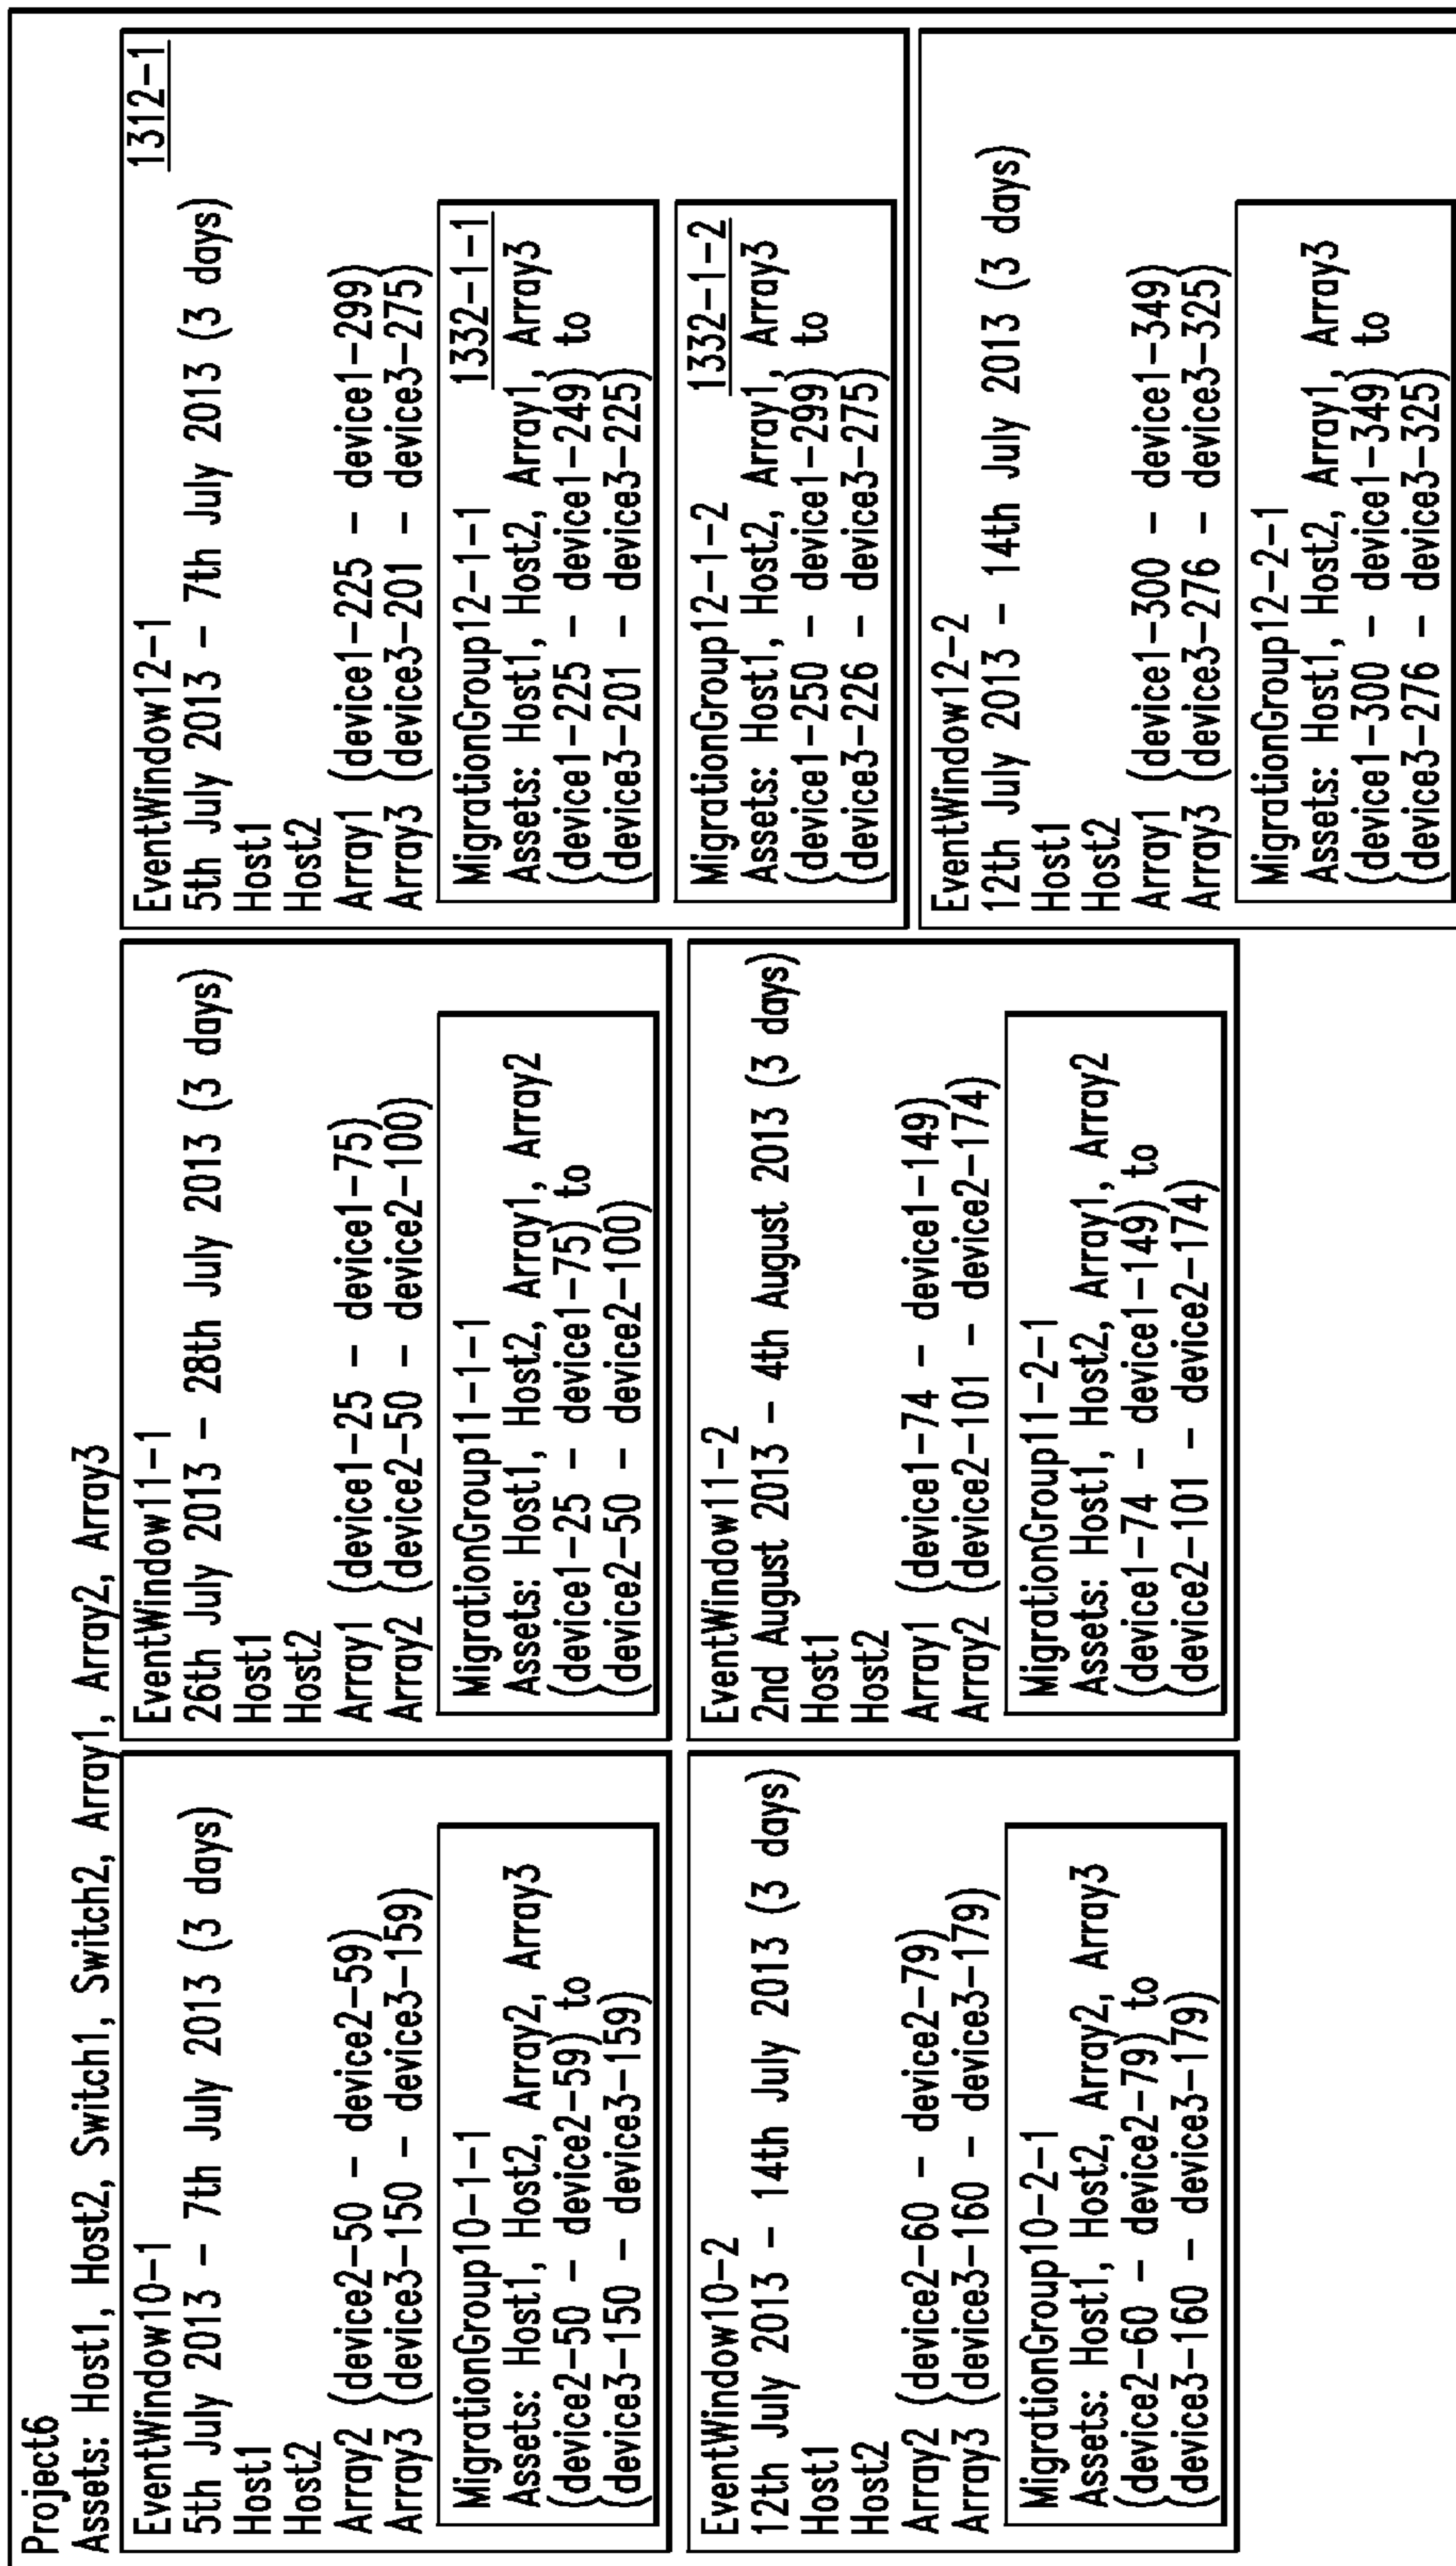 Project6
Assets: Host1, Host2, Switch1, Switch2, Array1, Array2, Array3
EventWindow10-1
5th July 2013 - 7th July 2013 (3 days)
Host1
Host2
Array2 (device2-50 - device2-59)
Array3 (device3-150 - device3-159)
MigrationGroup10-1-1
Assets: Host1, Host2, Array2, Array3
(device2-50 - device2-59) to
(device3-150 - device3-159)
EventWindow10-2
12th July 2013 - 14th July 2013 (3 days)
Host1
Host2
Array2 (device2-60 - device2-79)
Array3 (device3-160 - device3-179)
MigrationGroup10-2-1
Assets: Host1, Host2, Array2, Array3
(device2-60 - device2-79) to
(device3-160 - device3-179)
EventWindow11-1
26th July 2013 - 28th July 2013 (3 days)
Host1
Host2
Array1 (device1-25 - device1-75)
Array2 (device2-50 - device2-100)
MigrationGroup11-1-1
Assets: Host1, Host2, Array1, Array2
(device1-25 - device1-75) to
(device2-50 - device2-100)
EventWindow11-2
2nd August 2013 - 4th August 2013 (3 days)
Host1
Host2
Array1 (device1-74 - device1-149)
Array2 (device2-101 - device2-174)
MigrationGroup11-2-1
Assets: Host1, Host2, Array1, Array2
(device1-74 - device1-149) to
(device2-101 - device2-174)
EventWindow12-1 1312-1
5th July 2013 - 7th July 2013 (3 days)
Host1
Host2
Array1 (device1-225 - device1-299)
Array3 (device3-201 - device3-275)
MigrationGroup12-1-1 1332-1-1
Assets: Host1, Host2, Array1, Array3
(device1-225 - device1-249) to
(device3-201 - device3-225)
MigrationGroup12-1-2 1332-1-2
Assets: Host1, Host2, Array1, Array3
(device1-250 - device1-299) to
(device3-226 - device3-275)
EventWindow12-2
12th July 2013 - 14th July 2013 (3 days)
Host1
Host2
Array1 (device1-300 - device1-349)
Array3 (device3-276 - device3-325)
MigrationGroup12-2-1
Assets: Host1, Host2, Array1, Array3
(device1-300 - device1-349) to
(device3-276 - device3-325)